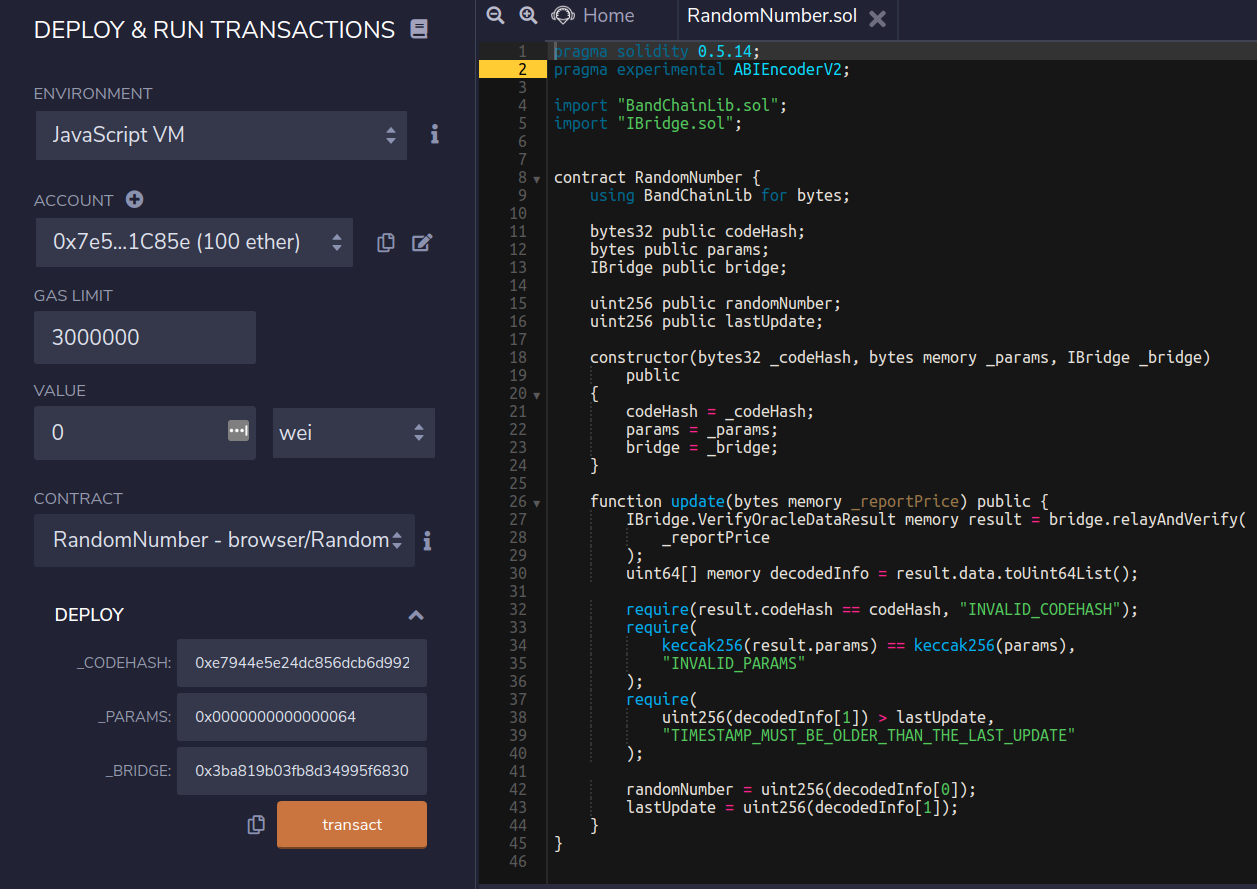 DEPLOY & RUN TRANSACTIONS
ENVIRONMENT
JavaScript VM
ACCOUNT
0x7e5...1C85e (100 ether)
GAS LIMIT
3000000
VALUE
0
wei
CONTRACT
RandomNumber - browser/Random
DEPLOY
_CODEHASH: 0xe7944e5e24dc856dcb6d992
_PARAMS: 0x0000000000000064
_BRIDGE: 0x3ba819b03fb8d34995f6830
transact
Home
RandomNumber.sol
1 pragma solidity 0.5.14;
2 pragma experimental ABIEncoderV2;
3
4 import "BandChainLib.sol";
5 import "IBridge.sol";
6
7
8 contract RandomNumber {
9 using BandChainLib for bytes;
10
11 bytes32 public codeHash;
12 bytes public params;
13 IBridge public bridge;
14
15 uint256 public randomNumber;
16 uint256 public lastUpdate;
17
18 constructor(bytes32 _codeHash, bytes memory _params, IBridge _bridge)
19 public
20 {
21 codeHash = _codeHash;
22 params = _params;
23 bridge = _bridge;
24 }
25
26 function update(bytes memory _reportPrice) public {
27 IBridge.VerifyOracleDataResult memory result = bridge.relayAndVerify(
28 _reportPrice
29 );
30 uint64[] memory decodedInfo = result.data.toUint64List();
31
32 require(result.codeHash == codeHash, "INVALID_CODEHASH");
33 require(
34 keccak256(result.params) == keccak256(params),
35 "INVALID_PARAMS"
36 );
37 require(
38 uint256(decodedInfo[1]) > lastUpdate,
39 "TIMESTAMP_MUST_BE_OLDER_THAN_THE_LAST_UPDATE"
40 );
41
42 randomNumber = uint256(decodedInfo[0]);
43 lastUpdate = uint256(decodedInfo[1]);
44 }
45 }
46